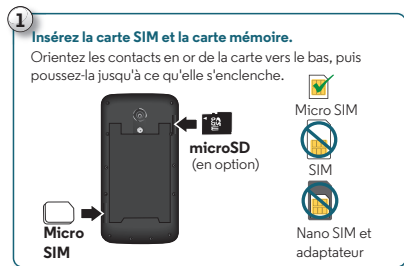 1
Insérez la carte SIM et la carte mémoire.
Orientez les contacts en or de la carte vers le bas, puis
poussez-la jusqu'à ce qu'elle s'enclenche.
Micro SIM
microSD
(en option)
SIM
Micro
SIM
Nano SIM et
adaptateur